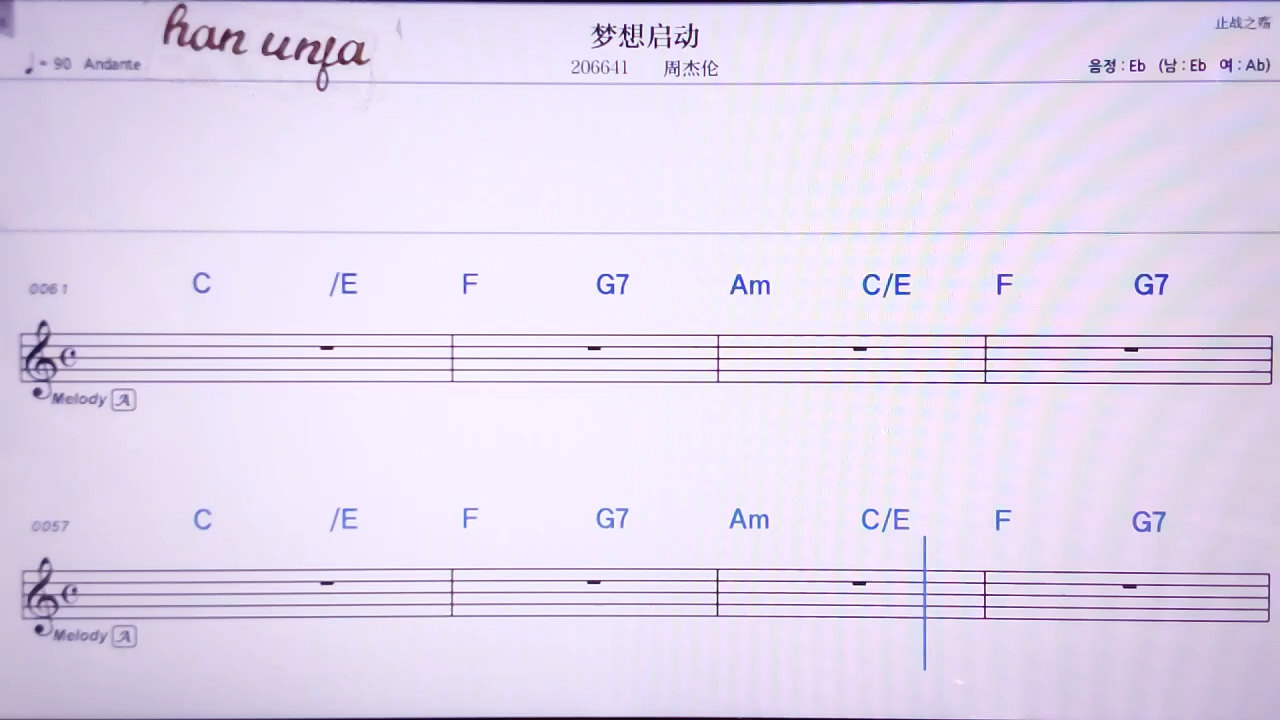 han unfa
梦想启动
止战之殇
♩ = 90 Andante
206641 周杰伦
음정 : Eb (남 : Eb 여 : Ab)
0061 C /E F G7 Am C/E F G7
Melody A
0057 C /E F G7 Am C/E F G7
Melody A